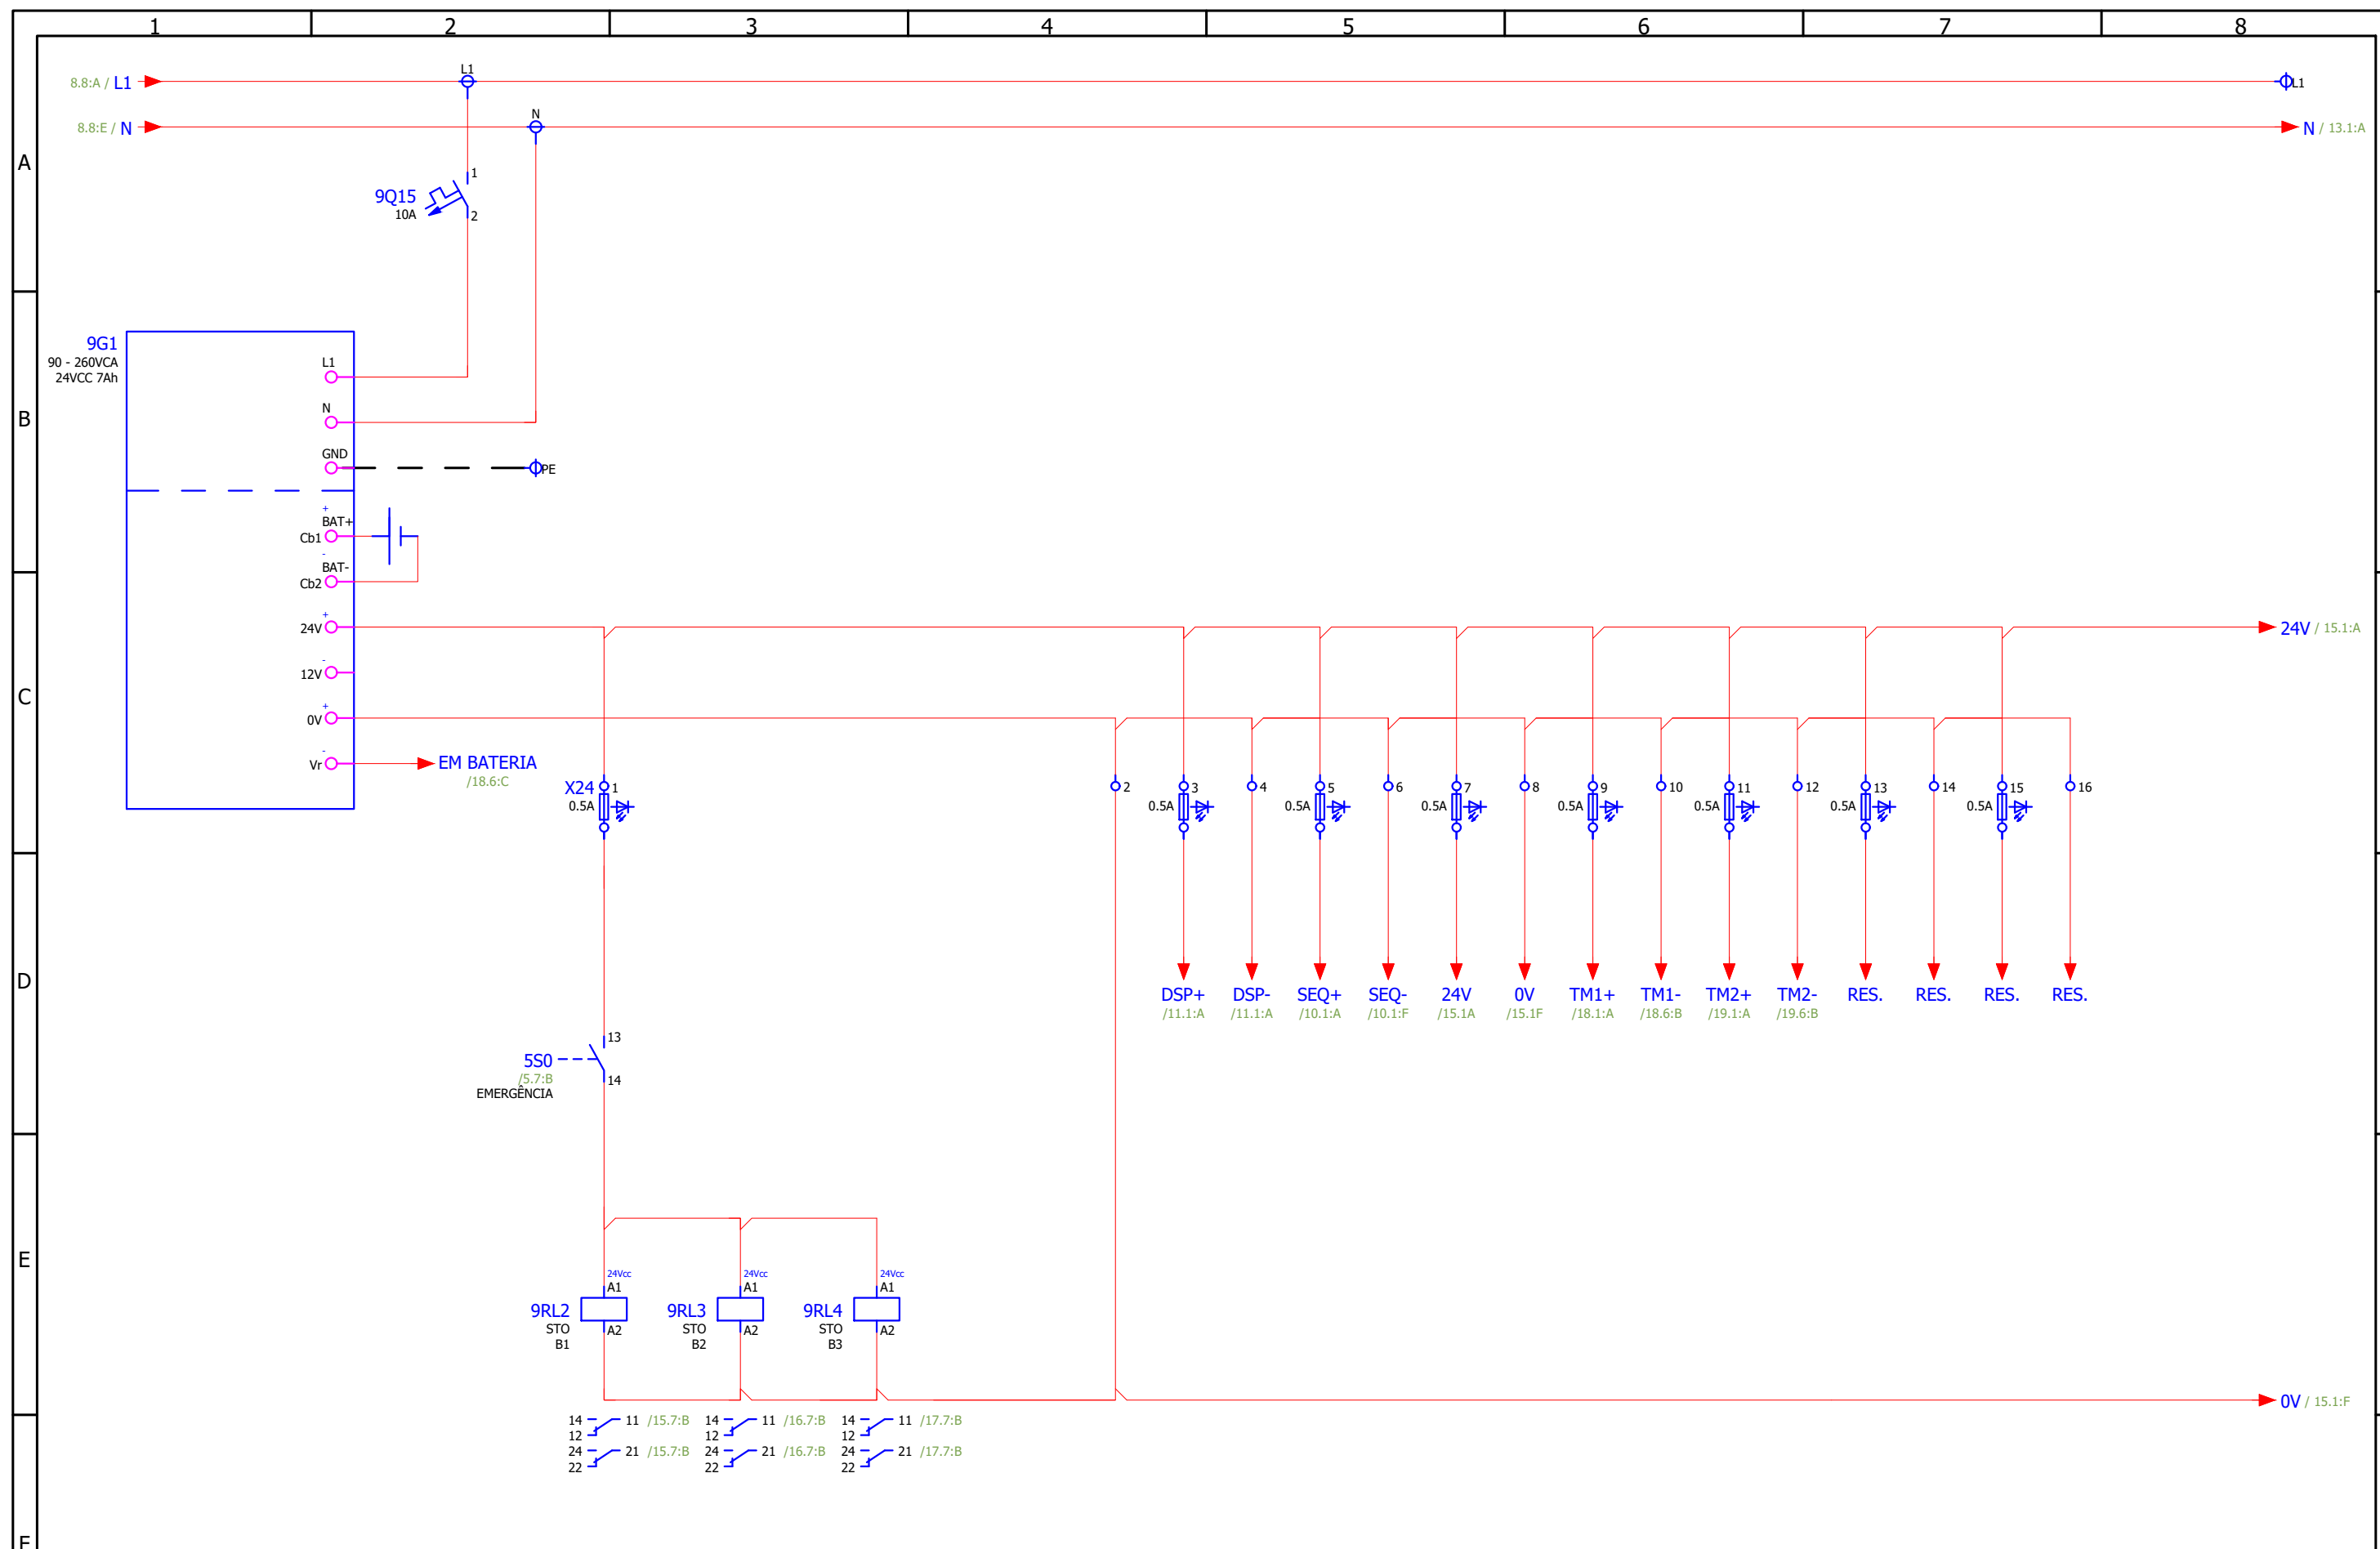 1 2 3 4 5 6 7 8
L1
8.8:A / L1
L1
N
8.8:E / N
N / 13.1:A
A
1
9Q15
10A
2
9G1
90 - 260VCA
24VCC 7Ah
L1
N
B
GND
PE
+
BAT+
Cb1
-
BAT-
Cb2
+
24V
24V / 15.1:A
-
12V
C
+
0V
-
Vr
EM BATERIA
/18.6:C
X24 1
0.5A
2
3
0.5A
4
5
0.5A
6
7
0.5A
8
9
0.5A
10
11
0.5A
12
13
0.5A
14
15
0.5A
16
D
DSP+ DSP- SEQ+ SEQ- 24V 0V TM1+ TM1- TM2+ TM2- RES. RES. RES. RES.
/11.1:A /11.1:A /10.1:A /10.1:F /15.1A /15.1F /18.1:A /18.6:B /19.1:A /19.6:B
13
5S0
/5.7:B
14
EMERGÊNCIA
E
24Vcc 24Vcc 24Vcc
A1 A1 A1
9RL2 9RL3 9RL4
STO A2 STO A2 STO A2
B1 B2 B3
0V / 15.1:F
14 11 /15.7:B 14 11 /16.7:B 14 11 /17.7:B
12 12 12
24 21 /15.7:B 24 21 /16.7:B 24 21 /17.7:B
22 22 22